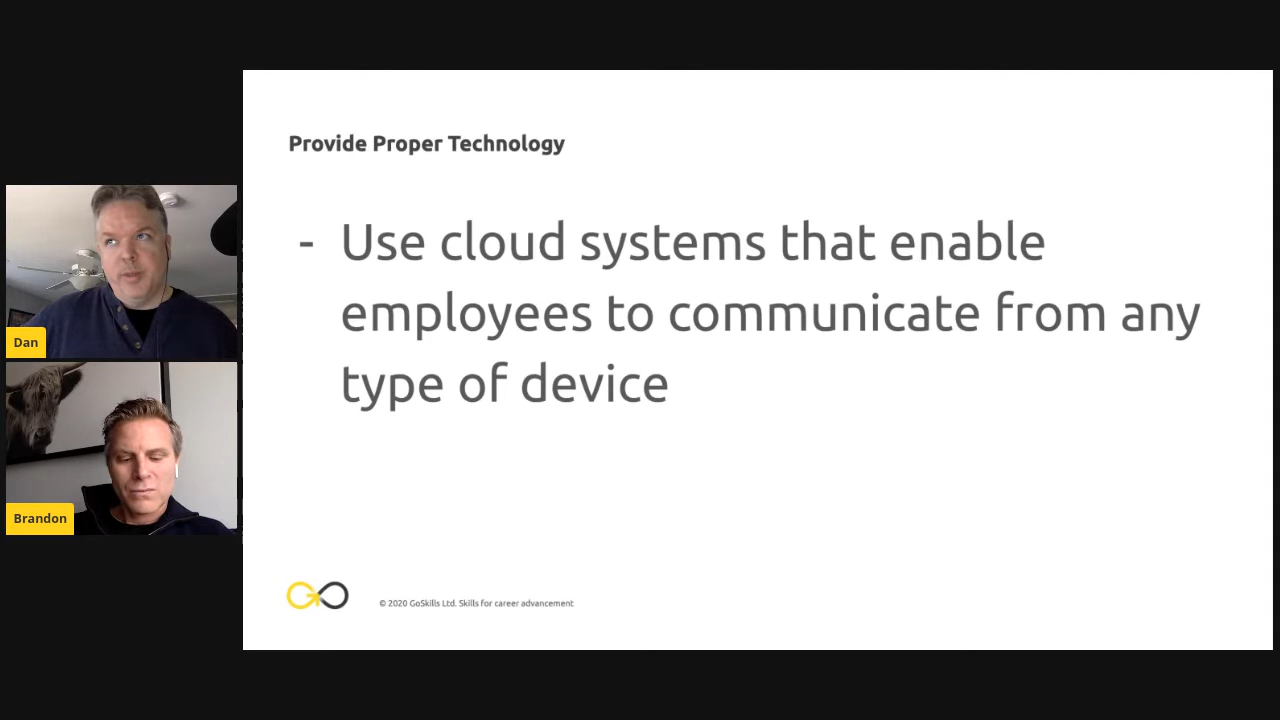 Provide Proper Technology
- Use cloud systems that enable
employees to communicate from any
type of device
Dan
Brandon
© 2020 GoSkills Ltd. Skills for career advancement